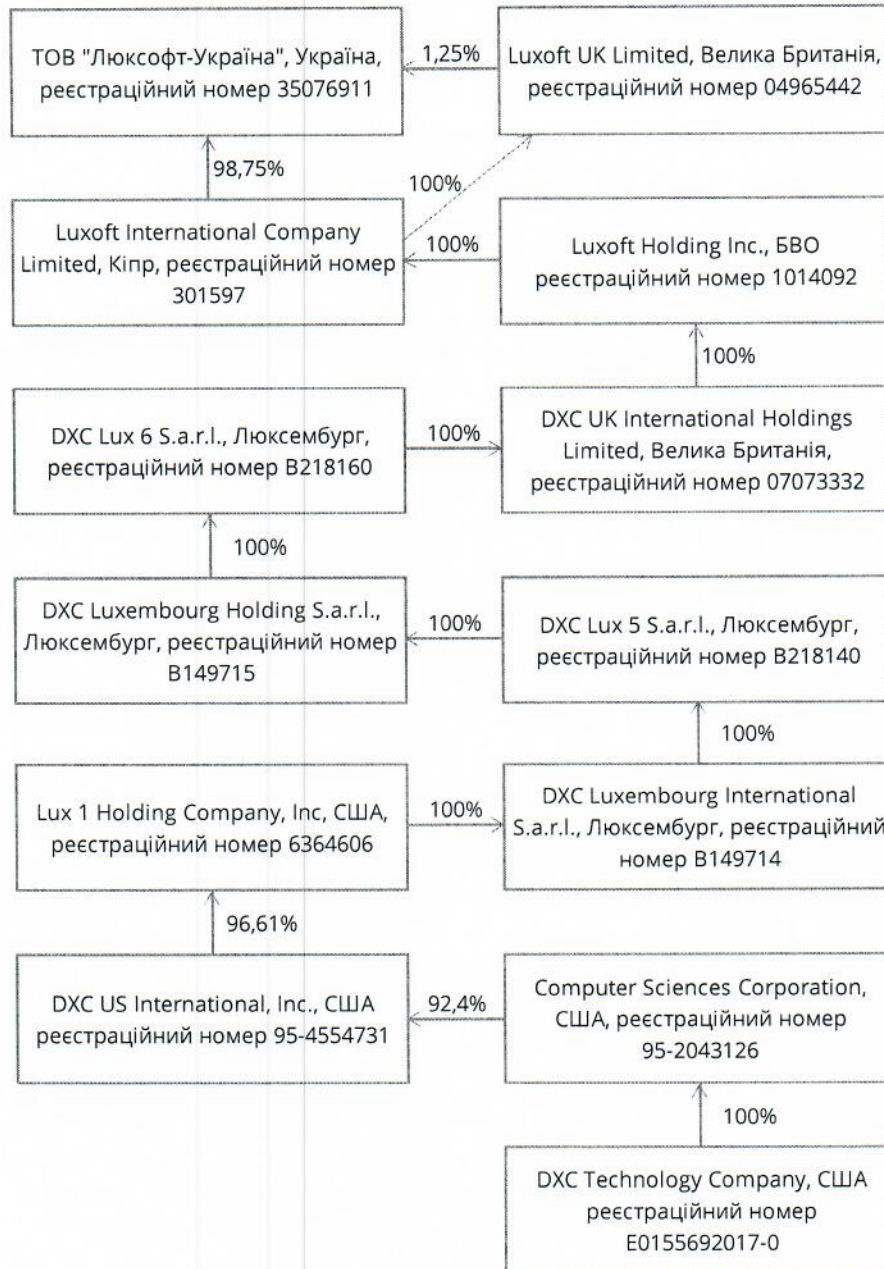 ТОВ "Люксофт-Україна", Україна,
реєстраційний номер 35076911
1,25%
Luxoft UK Limited, Велика Британія,
реєстраційний номер 04965442
98,75%
100%
Luxoft International Company
Limited, Кіпр, реєстраційний номер
301597
100%
Luxoft Holding Inc., БВО
реєстраційний номер 1014092
100%
DXC Lux 6 S.a.r.l., Люксембург,
реєстраційний номер B218160
100%
DXC UK International Holdings
Limited, Велика Британія,
реєстраційний номер 07073332
100%
DXC Luxembourg Holding S.a.r.l.,
Люксембург, реєстраційний номер
B149715
100%
DXC Lux 5 S.a.r.l., Люксембург,
реєстраційний номер B218140
100%
Lux 1 Holding Company, Inc, США,
реєстраційний номер 6364606
100%
DXC Luxembourg International
S.a.r.l., Люксембург, реєстраційний
номер B149714
96,61%
DXC US International, Inc., США
реєстраційний номер 95-4554731
92,4%
Computer Sciences Corporation,
США, реєстраційний номер
95-2043126
100%
DXC Technology Company, США
реєстраційний номер
E0155692017-0